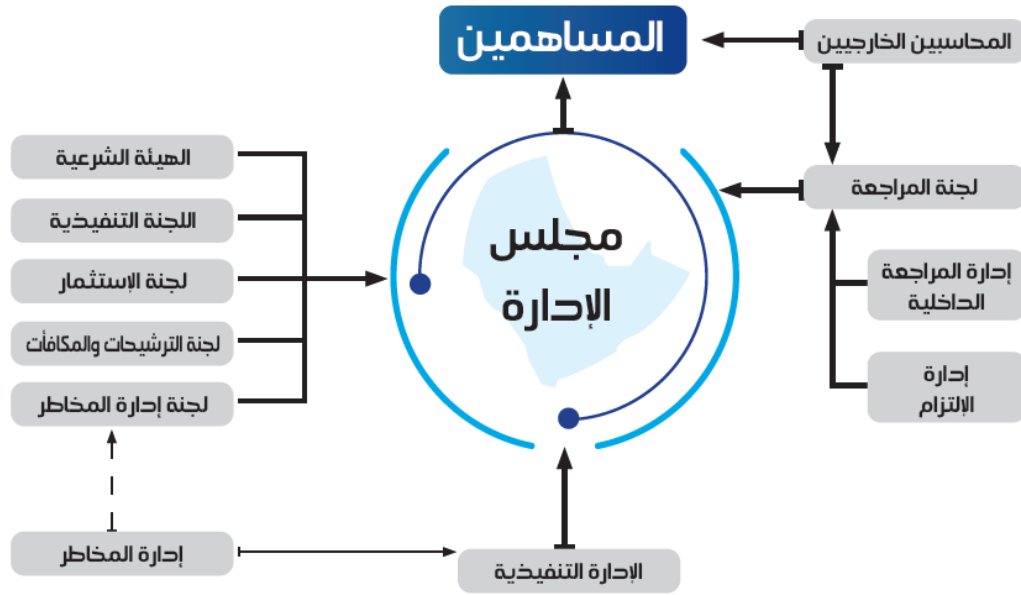 المساهمين
المحاسبين الخارجيين
لجنة المراجعة
إدارة المراجعة
الداخلية
إدارة
الإلتزام
مجلس
الإدارة
الهيئة الشرعية
اللجنة التنفيذية
لجنة الإستثمار
لجنة الترشيحات والمكافأت
لجنة إدارة المخاطر
إدارة المخاطر
الإدارة التنفيذية